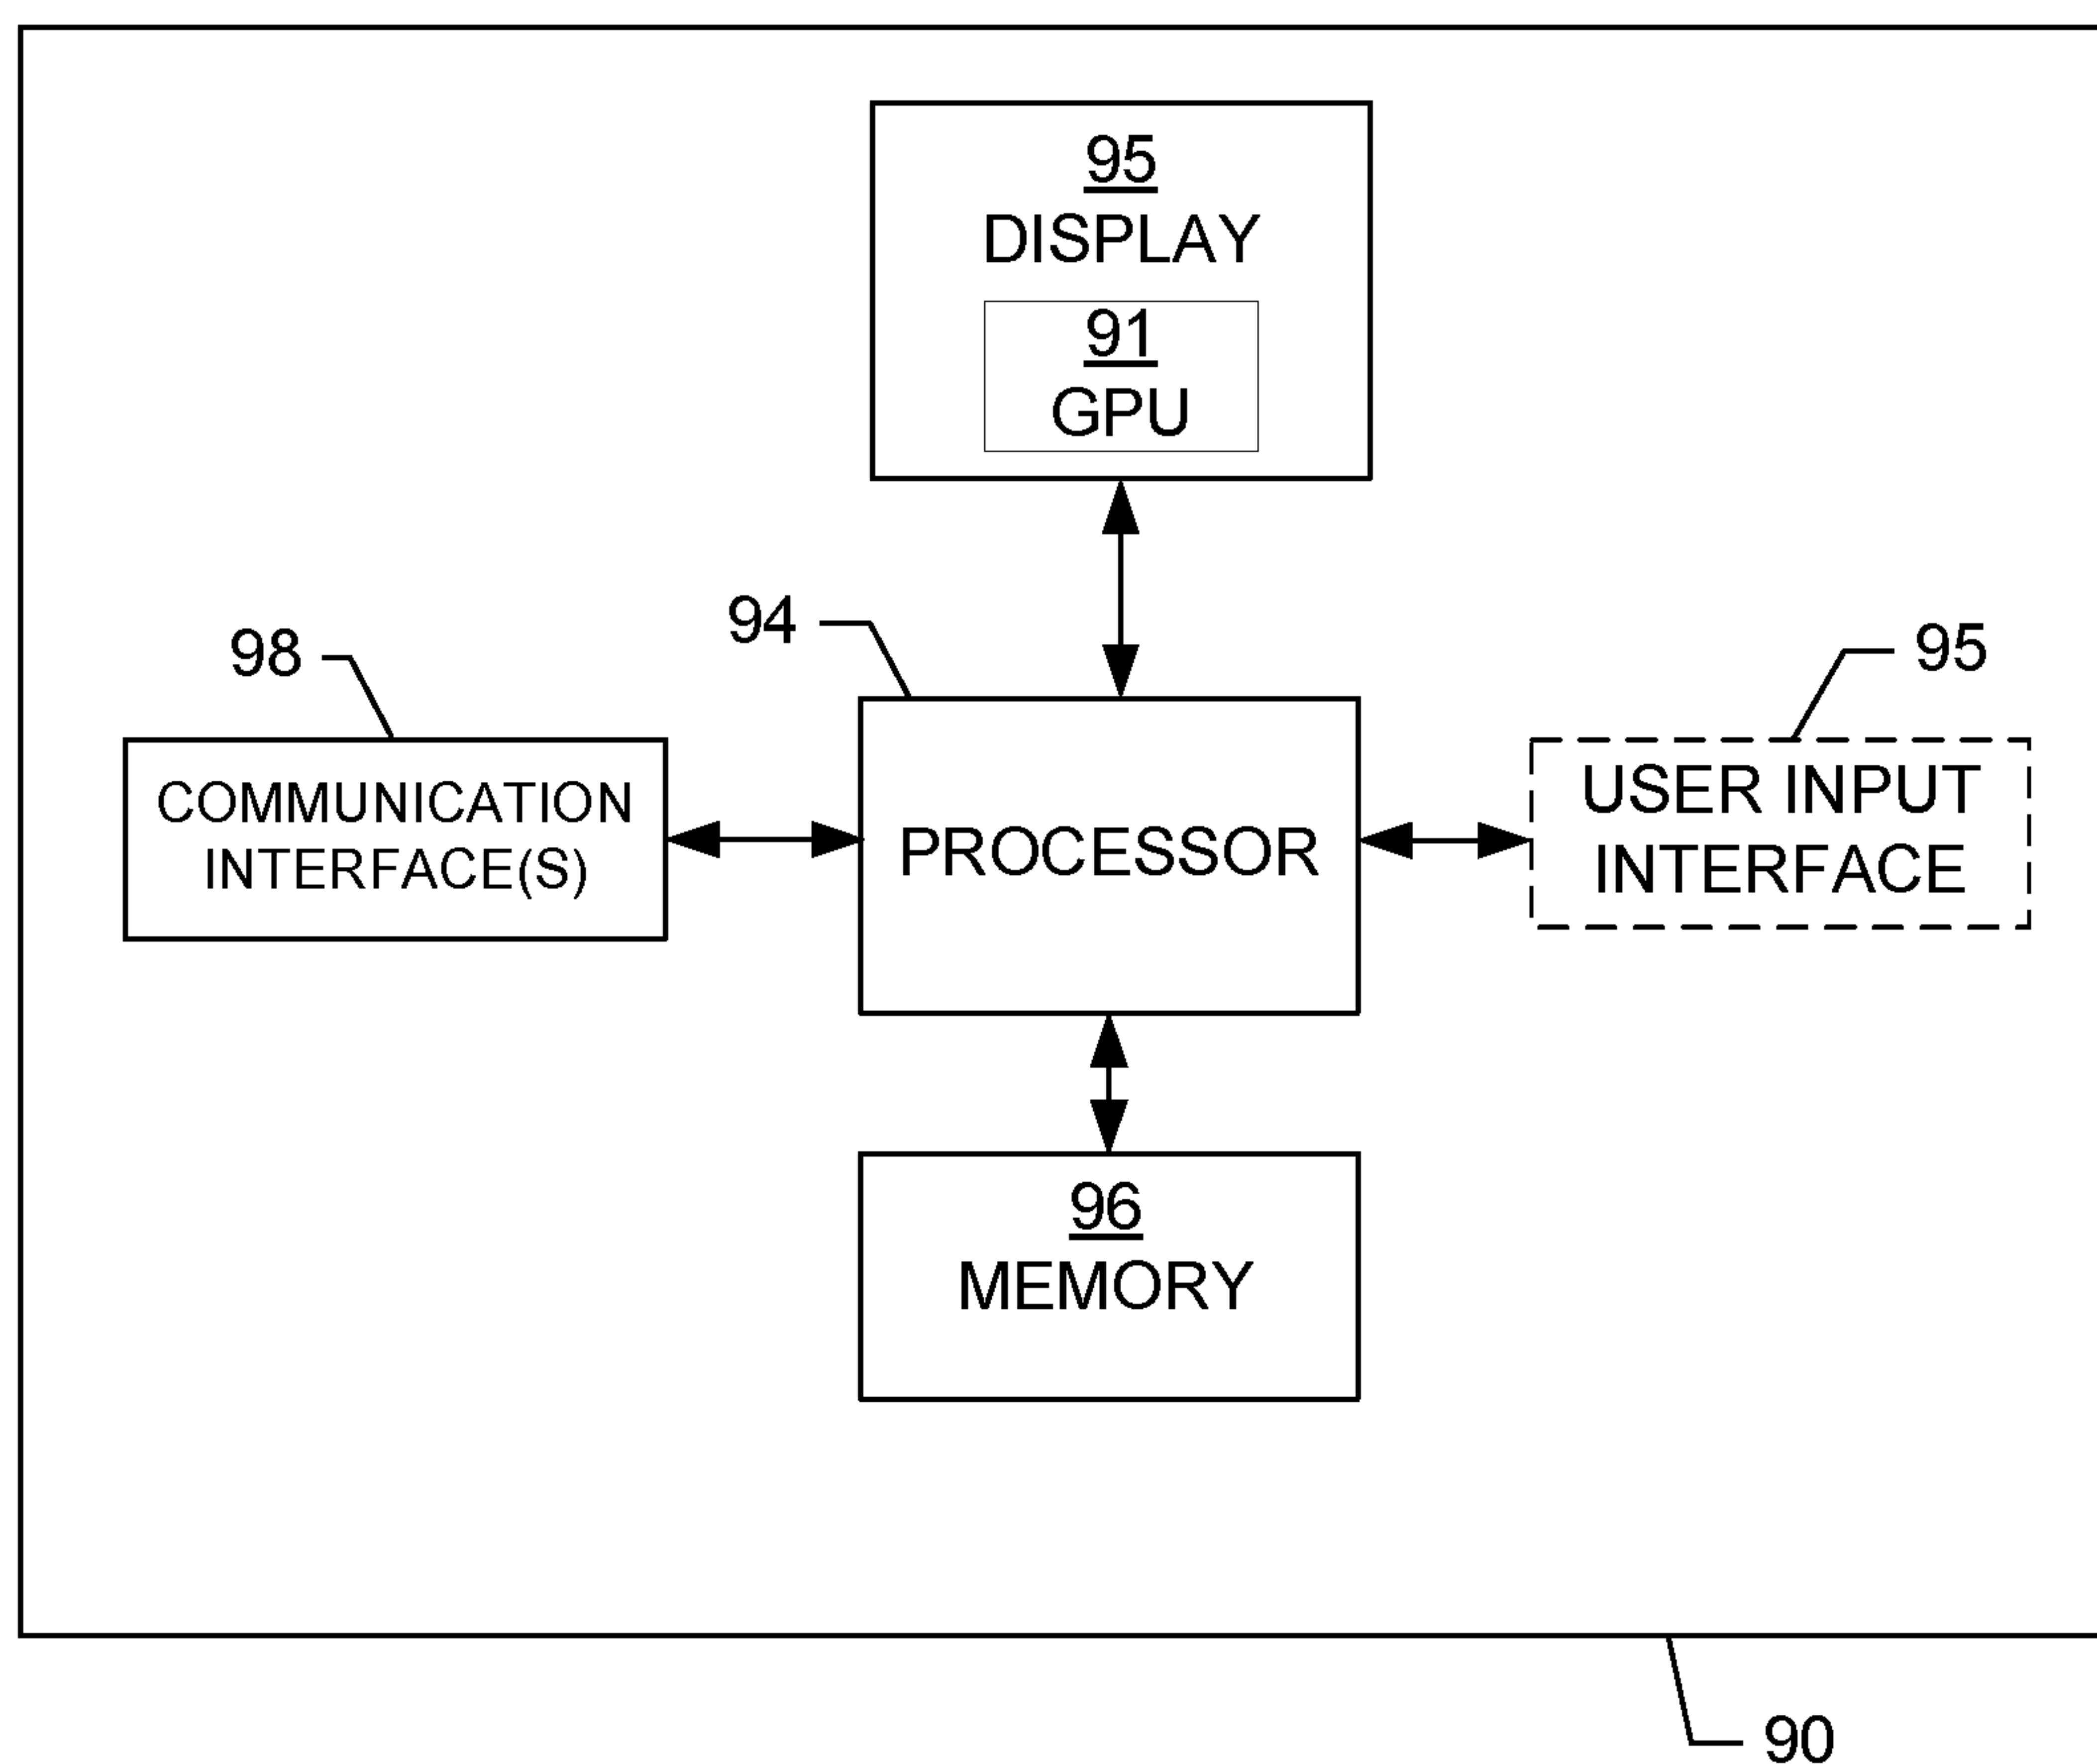 95
DISPLAY
91
GPU
94
98
95
COMMUNICATION
INTERFACE(S)
PROCESSOR
USER INPUT
INTERFACE
96
MEMORY
90